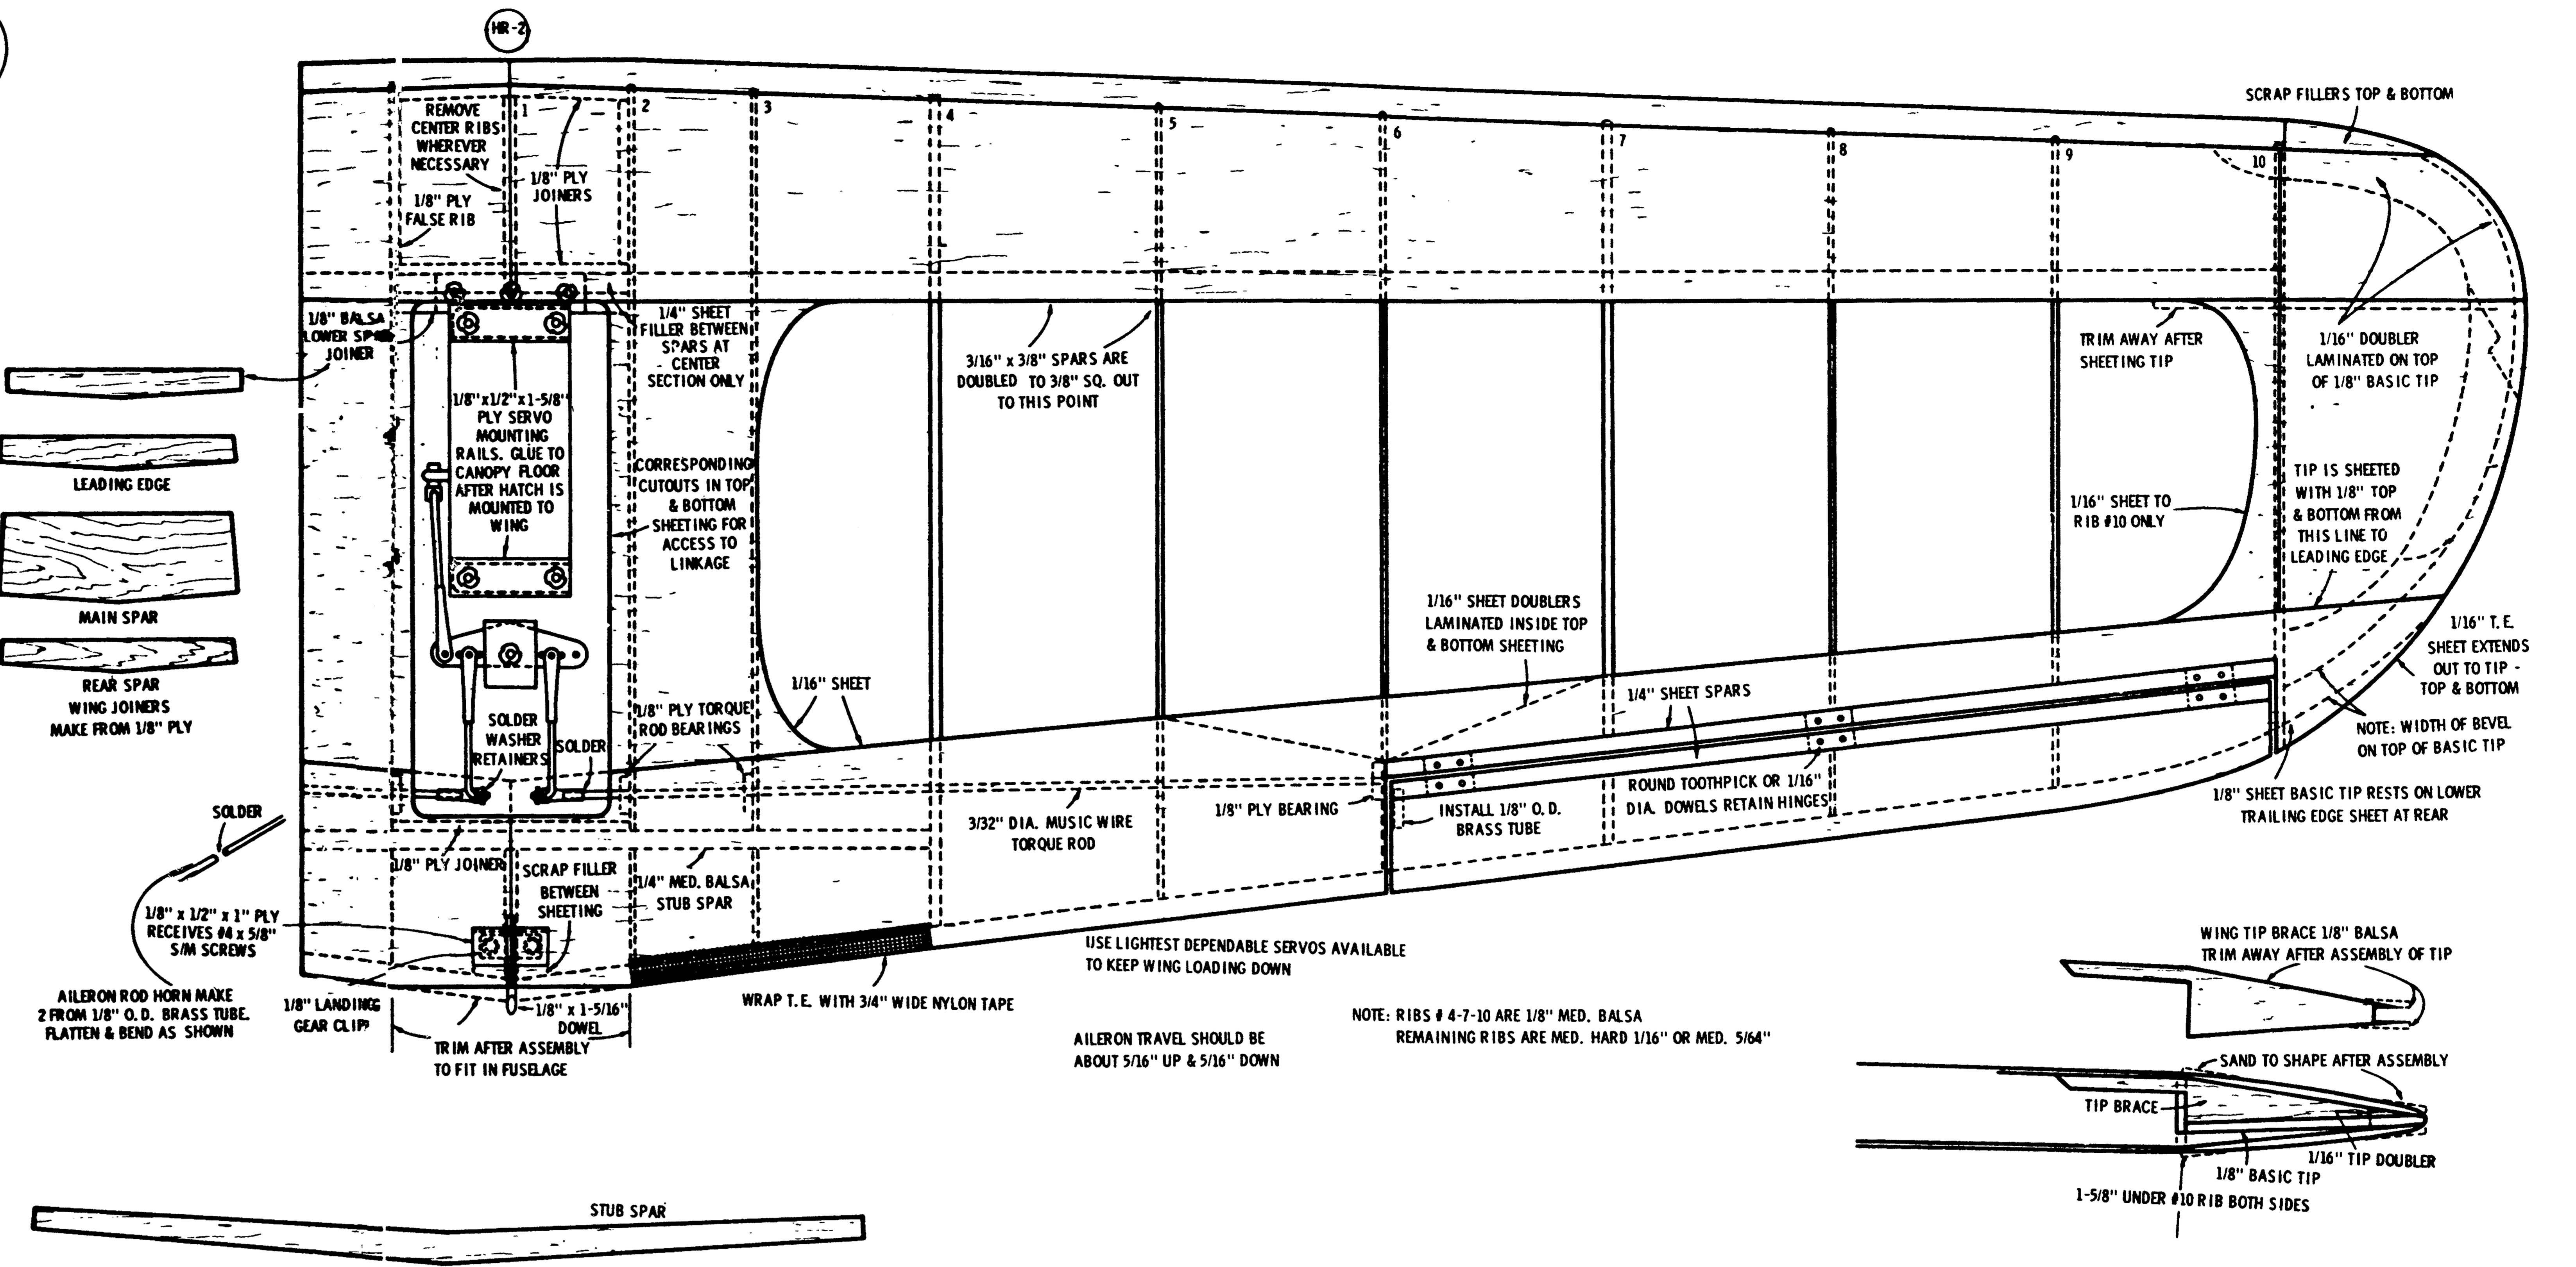 HR-2
REMOVE
CENTER RIBS
WHEREVER
NECESSARY
1/8" PLY
JOINERS
1/8" PLY
FALSE RIB
1
2
3
4
5
6
7
8
9
10
SCRAP FILLERS TOP & BOTTOM
1/8" BALSA
LOWER SPAR
JOINER
1/4" SHEET
FILLER BETWEEN
SPARS AT
CENTER
SECTION ONLY
3/16" x 3/8" SPARS ARE
DOUBLED TO 3/8" SQ. OUT
TO THIS POINT
TRIM AWAY AFTER
SHEETING TIP
1/16" DOUBLER
LAMINATED ON TOP
OF 1/8" BASIC TIP
1/8"x1/2"x1-5/8"
PLY SERVO
MOUNTING
RAILS. GLUE TO
CANOPY FLOOR
AFTER HATCH IS
MOUNTED TO
WING
CORRESPONDING
CUTOUTS IN TOP
& BOTTOM
SHEETING FOR
ACCESS TO
LINKAGE
LEADING EDGE
MAIN SPAR
REAR SPAR
WING JOINERS
MAKE FROM 1/8" PLY
1/16" SHEET TO
RIB #10 ONLY
TIP IS SHEETED
WITH 1/8" TOP
& BOTTOM FROM
THIS LINE TO
LEADING EDGE
1/16" SHEET DOUBLERS
LAMINATED INSIDE TOP
& BOTTOM SHEETING
1/16" T. E.
SHEET EXTENDS
OUT TO TIP -
TOP & BOTTOM
1/16" SHEET
1/4" SHEET SPARS
1/8" PLY TORQUE
ROD BEARINGS
SOLDER
WASHER
RETAINERS
SOLDER
NOTE: WIDTH OF BEVEL
ON TOP OF BASIC TIP
ROUND TOOTHPICK OR 1/16"
DIA. DOWELS RETAIN HINGES
1/8" SHEET BASIC TIP RESTS ON LOWER
TRAILING EDGE SHEET AT REAR
1/8" PLY BEARING
INSTALL 1/8" O. D.
BRASS TUBE
3/32" DIA. MUSIC WIRE
TORQUE ROD
SOLDER
1/8" PLY JOINER
SCRAP FILLER
BETWEEN
SHEETING
1/4" MED. BALSA
STUB SPAR
1/8" x 1/2" x 1" PLY
RECEIVES #4 x 5/8"
S/M SCREWS
AILERON ROD HORN MAKE
2 FROM 1/8" O. D. BRASS TUBE.
FLATTEN & BEND AS SHOWN
1/8" LANDING
GEAR CLIP
1/8" x 1-5/16"
DOWEL
TRIM AFTER ASSEMBLY
TO FIT IN FUSELAGE
WRAP T.E. WITH 3/4" WIDE NYLON TAPE
USE LIGHTEST DEPENDABLE SERVOS AVAILABLE
TO KEEP WING LOADING DOWN
AILERON TRAVEL SHOULD BE
ABOUT 5/16" UP & 5/16" DOWN
NOTE: RIBS # 4-7-10 ARE 1/8" MED. BALSA
REMAINING RIBS ARE MED. HARD 1/16" OR MED. 5/64"
WING TIP BRACE 1/8" BALSA
TRIM AWAY AFTER ASSEMBLY OF TIP
SAND TO SHAPE AFTER ASSEMBLY
TIP BRACE
1/16" TIP DOUBLER
1/8" BASIC TIP
1-5/8" UNDER #10 RIB BOTH SIDES
STUB SPAR